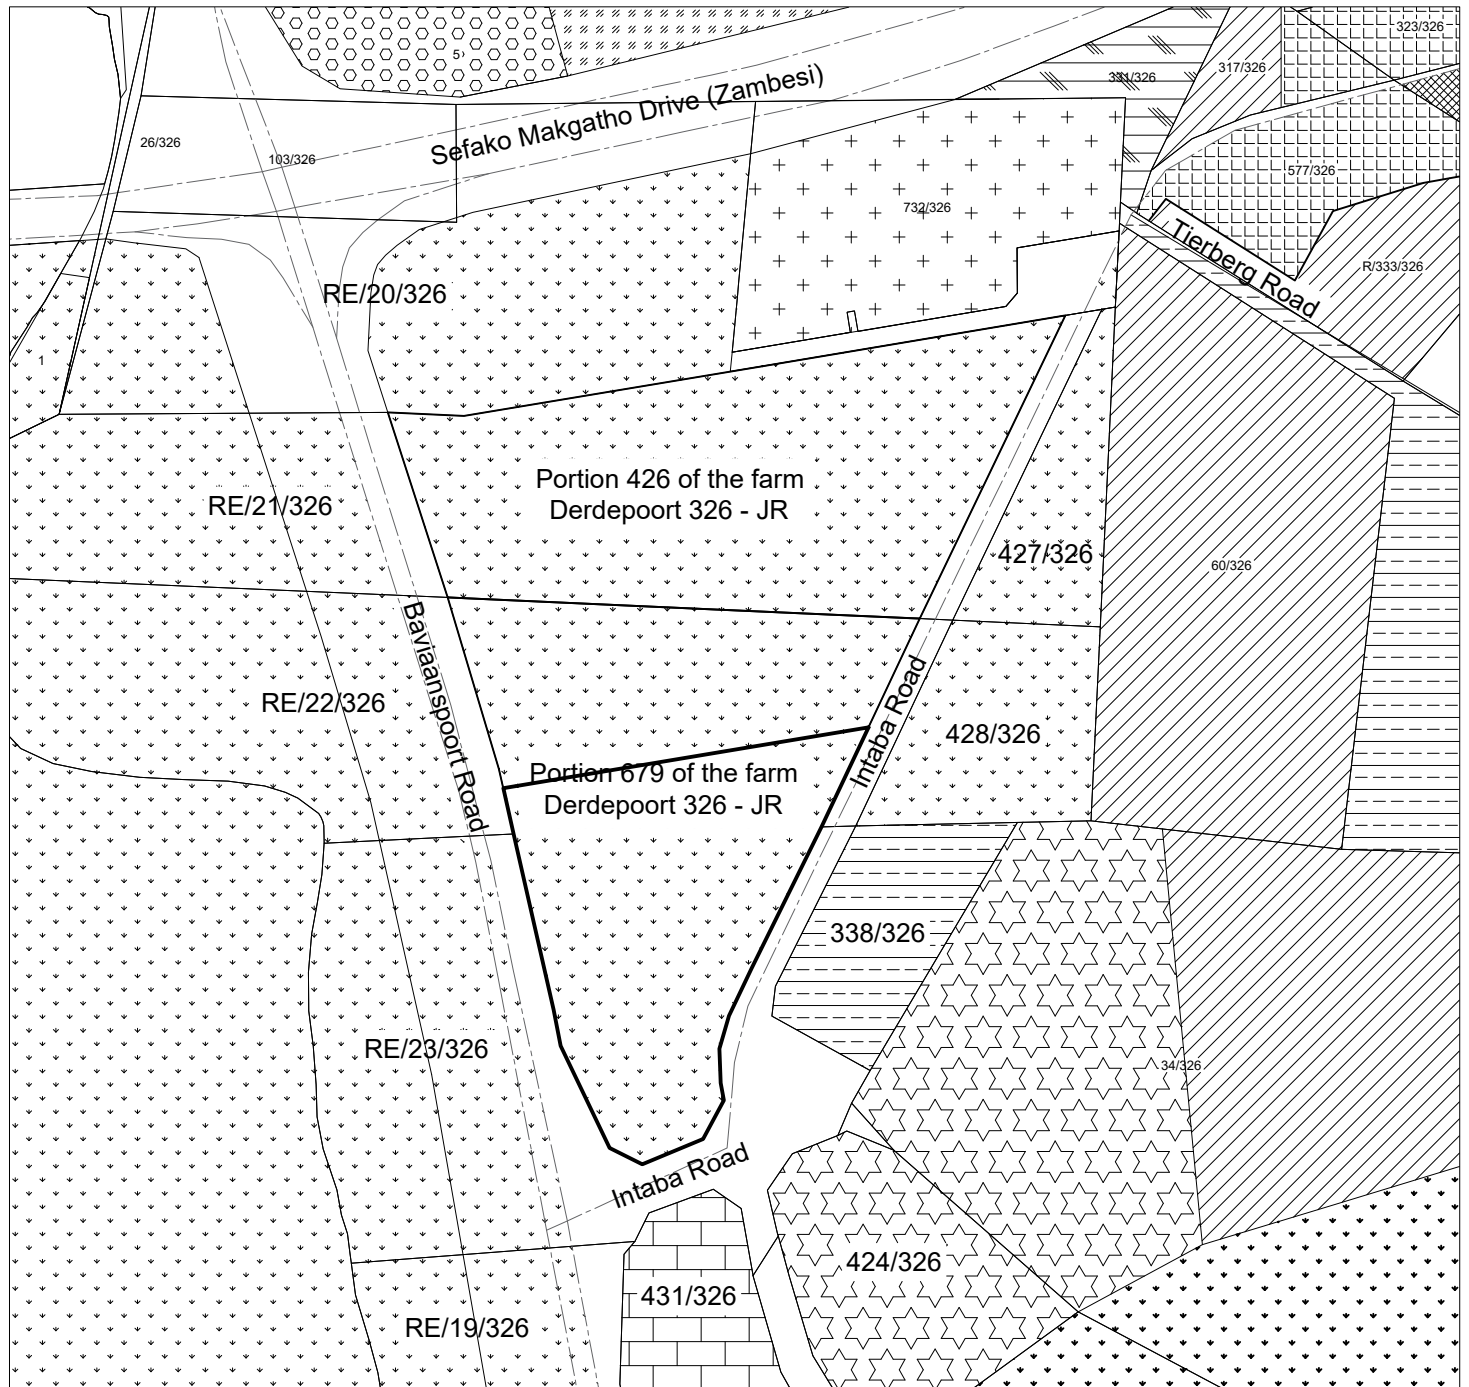 323/326
5
331/326
317/326
Sefako Makgatho Drive (Zambesi)
26/326
103/326
577/326
732/326
Tierberg Road
R/333/326
RE/20/326
1
Portion 426 of the farm
Derdepoort 326 - JR
RE/21/326
427/326
60/326
Baviaanspoort Road
RE/22/326
Intaba Road
428/326
Portion 679 of the farm
Derdepoort 326 - JR
338/326
RE/23/326
34/326
Intaba Road
424/326
431/326
RE/19/326